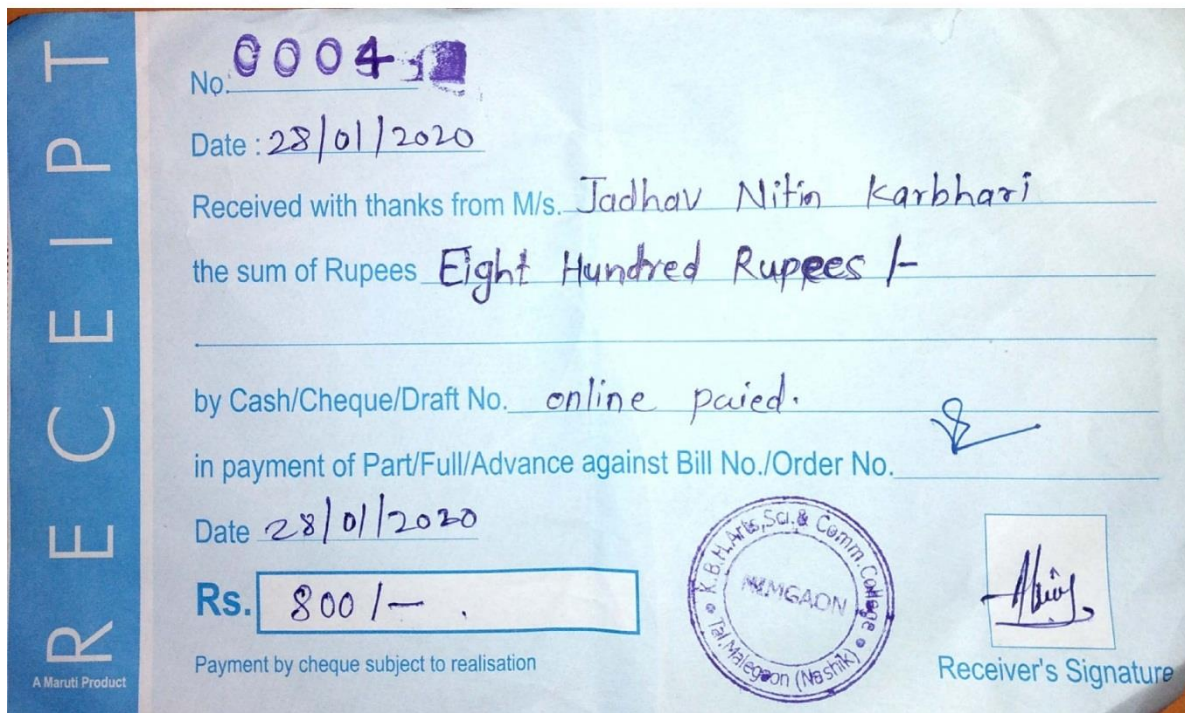 RECEIPT
A Maruti Product
No. 0004
Date : 28/01/2020
Received with thanks from M/s. Jadhav Nitin Karbhari
the sum of Rupees Eight Hundred Rupees /-
by Cash/Cheque/Draft No. online paied.
in payment of Part/Full/Advance against Bill No./Order No.
Date 28/01/2020
Rs. 800/-.
Payment by cheque subject to realisation
K.B.H.Arts,Sci.& Comm.College
NIMGAON
Tal.Malegaon (Nashik)
Receiver's Signature